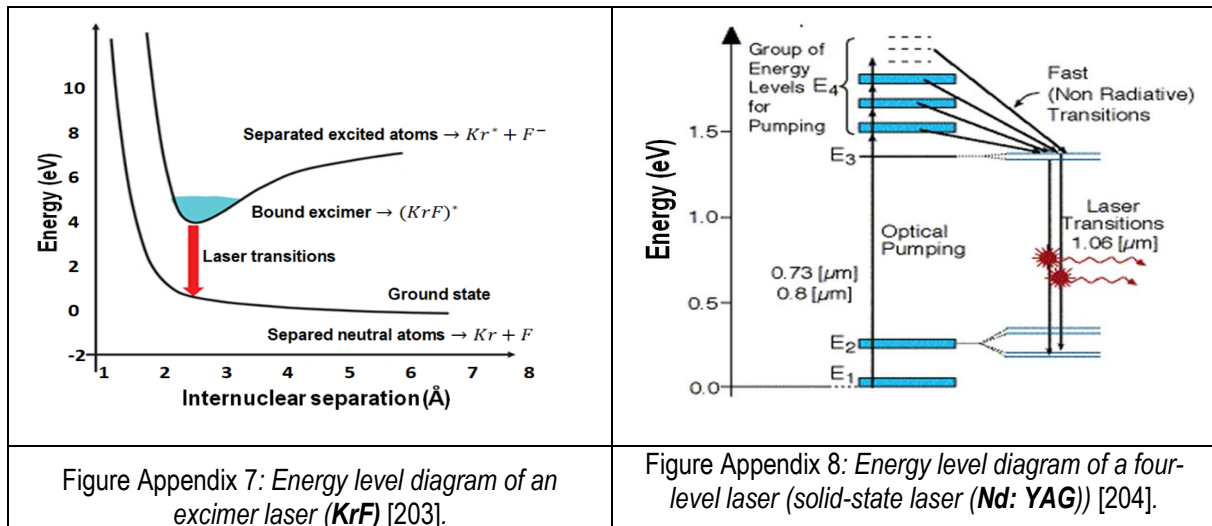 10
8
6
4
2
0
-2
Energy (eV)
Separated excited atoms → Kr* + F⁻
Bound excimer → (KrF)*
Laser transitions
Ground state
Separed neutral atoms → Kr + F
1 2 3 4 5 6 7 8
Internuclear separation (Å)
Group of
Energy
Levels E4
for
Pumping
Fast
(Non Radiative)
Transitions
1.5
E3
Energy (eV)
1.0
Optical
Pumping
Laser
Transitions
1.06 [µm]
0.73 [µm]
0.8 [µm]
0.5
E2
E1
0.0
Figure Appendix 7: Energy level diagram of an
excimer laser (KrF) [203].
Figure Appendix 8: Energy level diagram of a four-
level laser (solid-state laser (Nd: YAG)) [204].